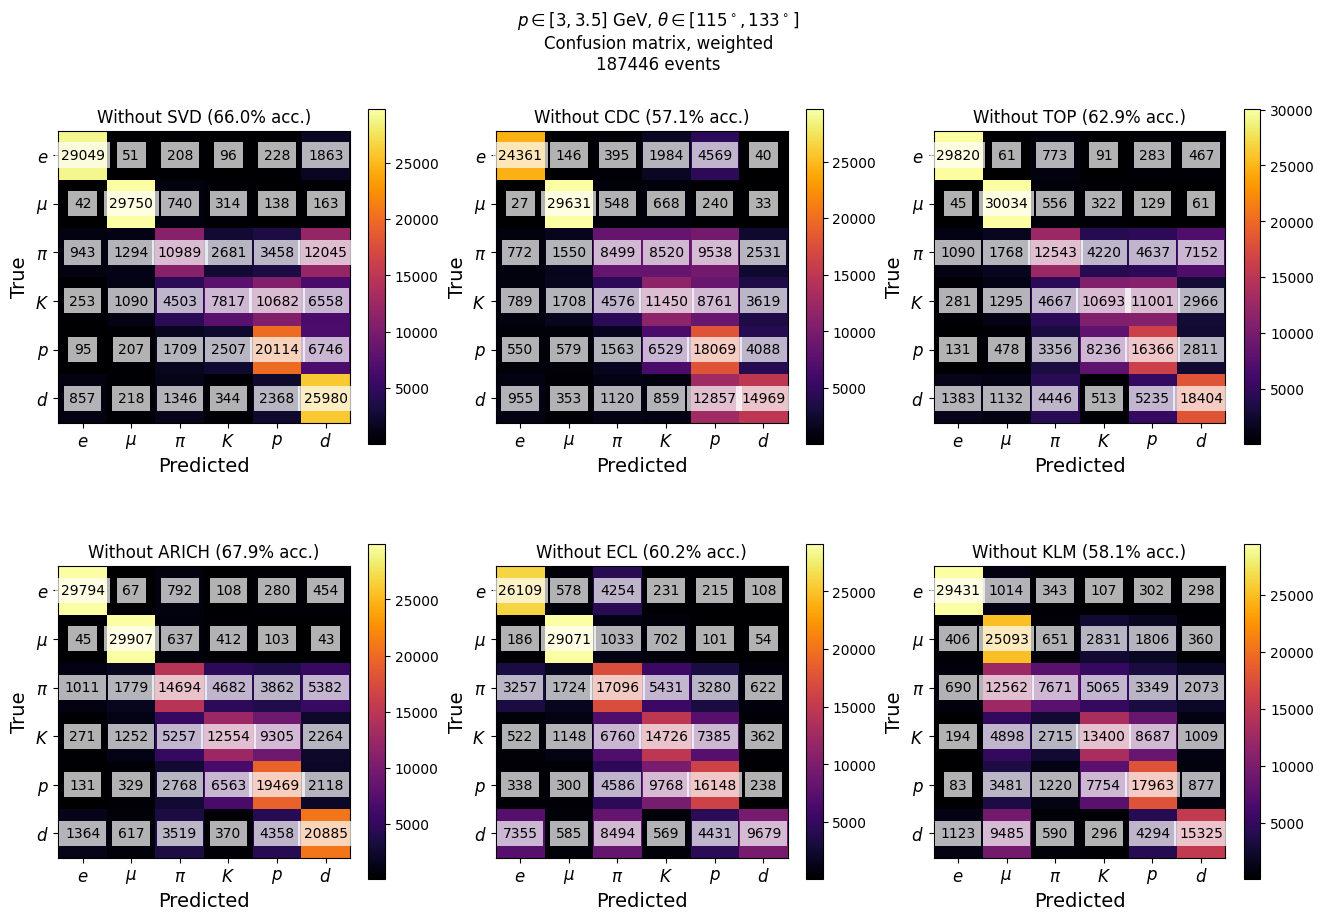 p ∈ [3, 3.5] GeV, θ ∈ [115°, 133°]
Confusion matrix, weighted
187446 events
Without SVD (66.0% acc.)
True
e 29049 51 208 96 228 1863
μ 42 29750 740 314 138 163
π 943 1294 10989 2681 3458 12045
K 253 1090 4503 7817 10682 6558
p 95 207 1709 2507 20114 6746
d 857 218 1346 344 2368 25980
e μ π K p d
Predicted
25000
20000
15000
10000
5000
Without CDC (57.1% acc.)
True
e 24361 146 395 1984 4569 40
μ 27 29631 548 668 240 33
π 772 1550 8499 8520 9538 2531
K 789 1708 4576 11450 8761 3619
p 550 579 1563 6529 18069 4088
d 955 353 1120 859 12857 14969
e μ π K p d
Predicted
25000
20000
15000
10000
5000
Without TOP (62.9% acc.)
True
e 29820 61 773 91 283 467
μ 45 30034 556 322 129 61
π 1090 1768 12543 4220 4637 7152
K 281 1295 4667 10693 11001 2966
p 131 478 3356 8236 16366 2811
d 1383 1132 4446 513 5235 18404
e μ π K p d
Predicted
30000
25000
20000
15000
10000
5000
Without ARICH (67.9% acc.)
True
e 29794 67 792 108 280 454
μ 45 29907 637 412 103 43
π 1011 1779 14694 4682 3862 5382
K 271 1252 5257 12554 9305 2264
p 131 329 2768 6563 19469 2118
d 1364 617 3519 370 4358 20885
e μ π K p d
Predicted
25000
20000
15000
10000
5000
Without ECL (60.2% acc.)
True
e 26109 578 4254 231 215 108
μ 186 29071 1033 702 101 54
π 3257 1724 17096 5431 3280 622
K 522 1148 6760 14726 7385 362
p 338 300 4586 9768 16148 238
d 7355 585 8494 569 4431 9679
e μ π K p d
Predicted
25000
20000
15000
10000
5000
Without KLM (58.1% acc.)
True
e 29431 1014 343 107 302 298
μ 406 25093 651 2831 1806 360
π 690 12562 7671 5065 3349 2073
K 194 4898 2715 13400 8687 1009
p 83 3481 1220 7754 17963 877
d 1123 9485 590 296 4294 15325
e μ π K p d
Predicted
25000
20000
15000
10000
5000